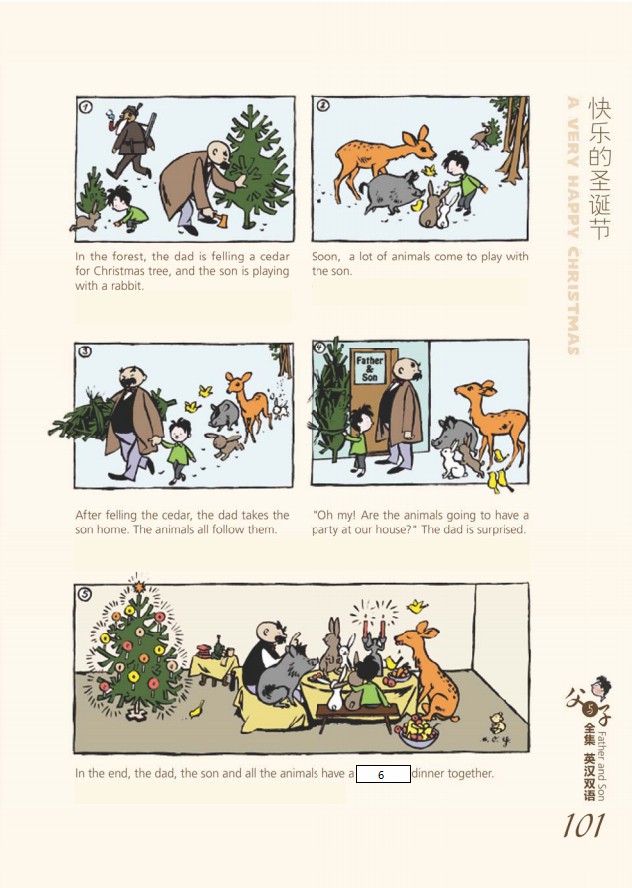 快乐的圣诞节
A VERY HAPPY CHRISTMAS
1
2
In the forest, the dad is felling a cedar
for Christmas tree, and the son is playing
with a rabbit.
Soon, a lot of animals come to play with
the son.
3
4
Father
&
Son
After felling the cedar, the dad takes the
son home. The animals all follow them.
"Oh my! Are the animals going to have a
party at our house?" The dad is surprised.
5
e.o.p.
In the end, the dad, the son and all the animals have a 6 dinner together.
父子
5
全集 英汉双语
Father and Son
101